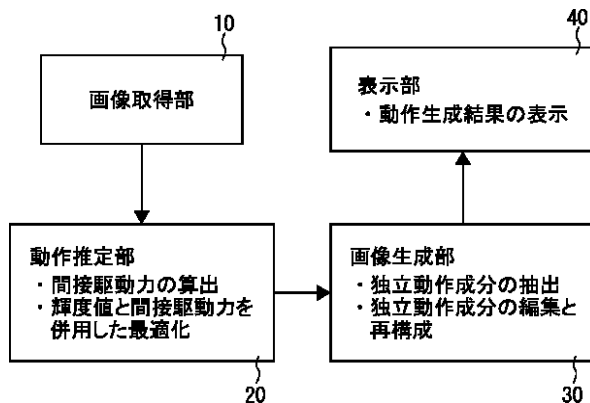 10
画像取得部
40
表示部
・動作生成結果の表示
動作推定部
・間接駆動力の算出
・輝度値と間接駆動力を
併用した最適化
20
画像生成部
・独立動作成分の抽出
・独立動作成分の編集と
再構成
30